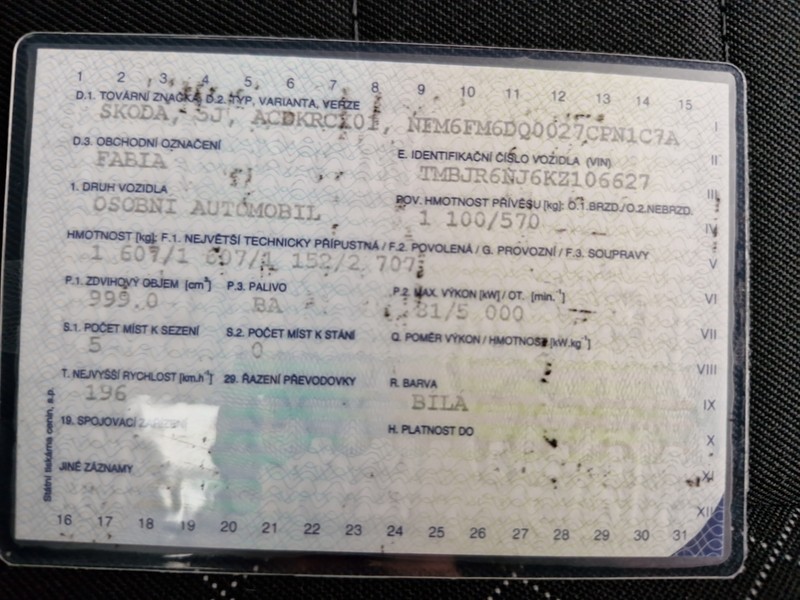 1 2 3 4 5 6 7 8 9 10 11 12 13 14 15
D.1. TOVÁRNÍ ZNAČKA, D.2. TYP, VARIANTA, VERZE
I
SKODA, 5J, ACDKRCX01, NFM6FM6DQ0027CPN1C7A
D.3. OBCHODNÍ OZNAČENÍ
FABIA
E. IDENTIFIKAČNÍ ČÍSLO VOZIDLA (VIN)
II
TMBJR6NJ6KZ106627
1. DRUH VOZIDLA
OSOBNI AUTOMOBIL
III
POV. HMOTNOST PŘÍVĚSU [kg]: O.1.BRZD./O.2.NEBRZD.
1 100/570
IV
HMOTNOST [kg]: F.1. NEJVĚTŠÍ TECHNICKY PŘÍPUSTNÁ / F.2. POVOLENÁ / G. PROVOZNÍ / F.3. SOUPRAVY
1 607/1 607/1 152/2 707
V
P.1. ZDVIHOVÝ OBJEM [cm³]
999.0
P.3. PALIVO
BA
P.2. MAX. VÝKON [kW] / OT. [min.⁻¹]
81/5 000
VI
S.1. POČET MÍST K SEZENÍ
5
S.2. POČET MÍST K STÁNÍ
0
Q. POMĚR VÝKON / HMOTNOST [kW.kg⁻¹]
VII
VIII
T. NEJVYŠŠÍ RYCHLOST [km.h⁻¹]
196
29. ŘAZENÍ PŘEVODOVKY
R. BARVA
BILA
IX
19. SPOJOVACÍ ZAŘÍZENÍ
H. PLATNOST DO
X
JINÉ ZÁZNAMY
XI
XII
Státní tiskárna cenin, s.p.
16 17 18 19 20 21 22 23 24 25 26 27 28 29 30 31